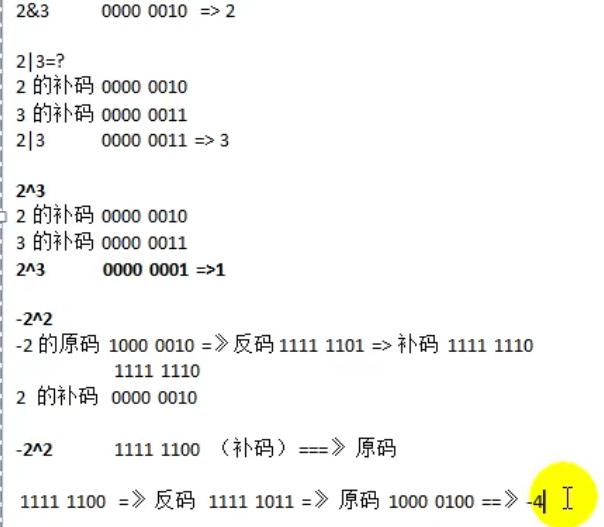 2&3 0000 0010 => 2
2|3=?
2 的补码 0000 0010
3 的补码 0000 0011
2|3 0000 0011 => 3
2^3
2 的补码 0000 0010
3 的补码 0000 0011
2^3 0000 0001 =>1
-2^2
-2 的原码 1000 0010 =》反码 1111 1101 => 补码 1111 1110
1111 1110
2 的补码 0000 0010
-2^2 1111 1100 （补码）===》 原码
1111 1100 =》 反码 1111 1011 =》 原码 1000 0100 ==》 -4